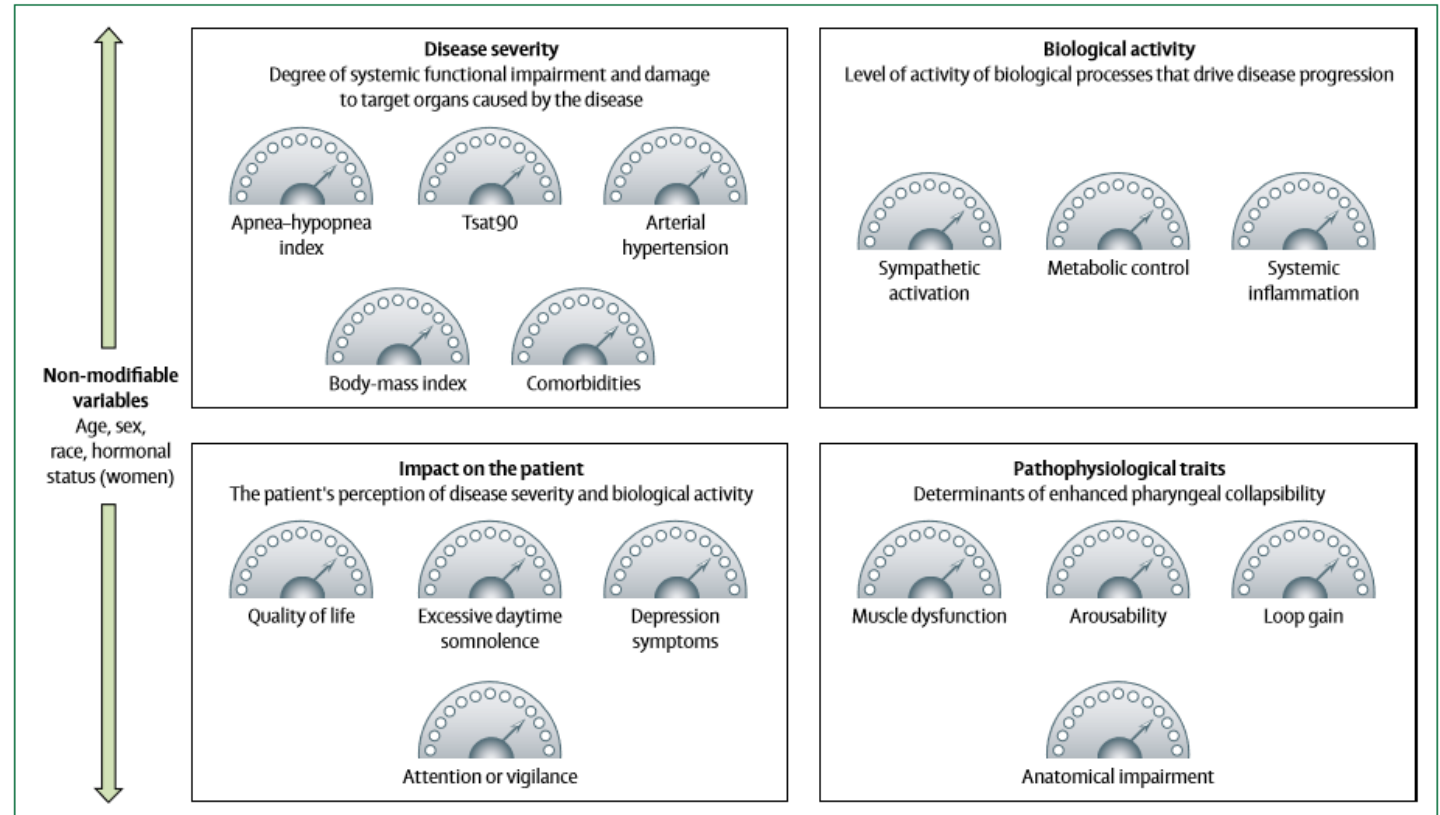 Disease severity
Degree of systemic functional impairment and damage
to target organs caused by the disease
Apnea–hypopnea
index
Tsat90
Arterial
hypertension
Body-mass index
Comorbidities
Biological activity
Level of activity of biological processes that drive disease progression
Sympathetic
activation
Metabolic control
Systemic
inflammation
Non-modifiable
variables
Age, sex,
race, hormonal
status (women)
Impact on the patient
The patient's perception of disease severity and biological activity
Quality of life
Excessive daytime
somnolence
Depression
symptoms
Attention or vigilance
Pathophysiological traits
Determinants of enhanced pharyngeal collapsibility
Muscle dysfunction
Arousability
Loop gain
Anatomical impairment